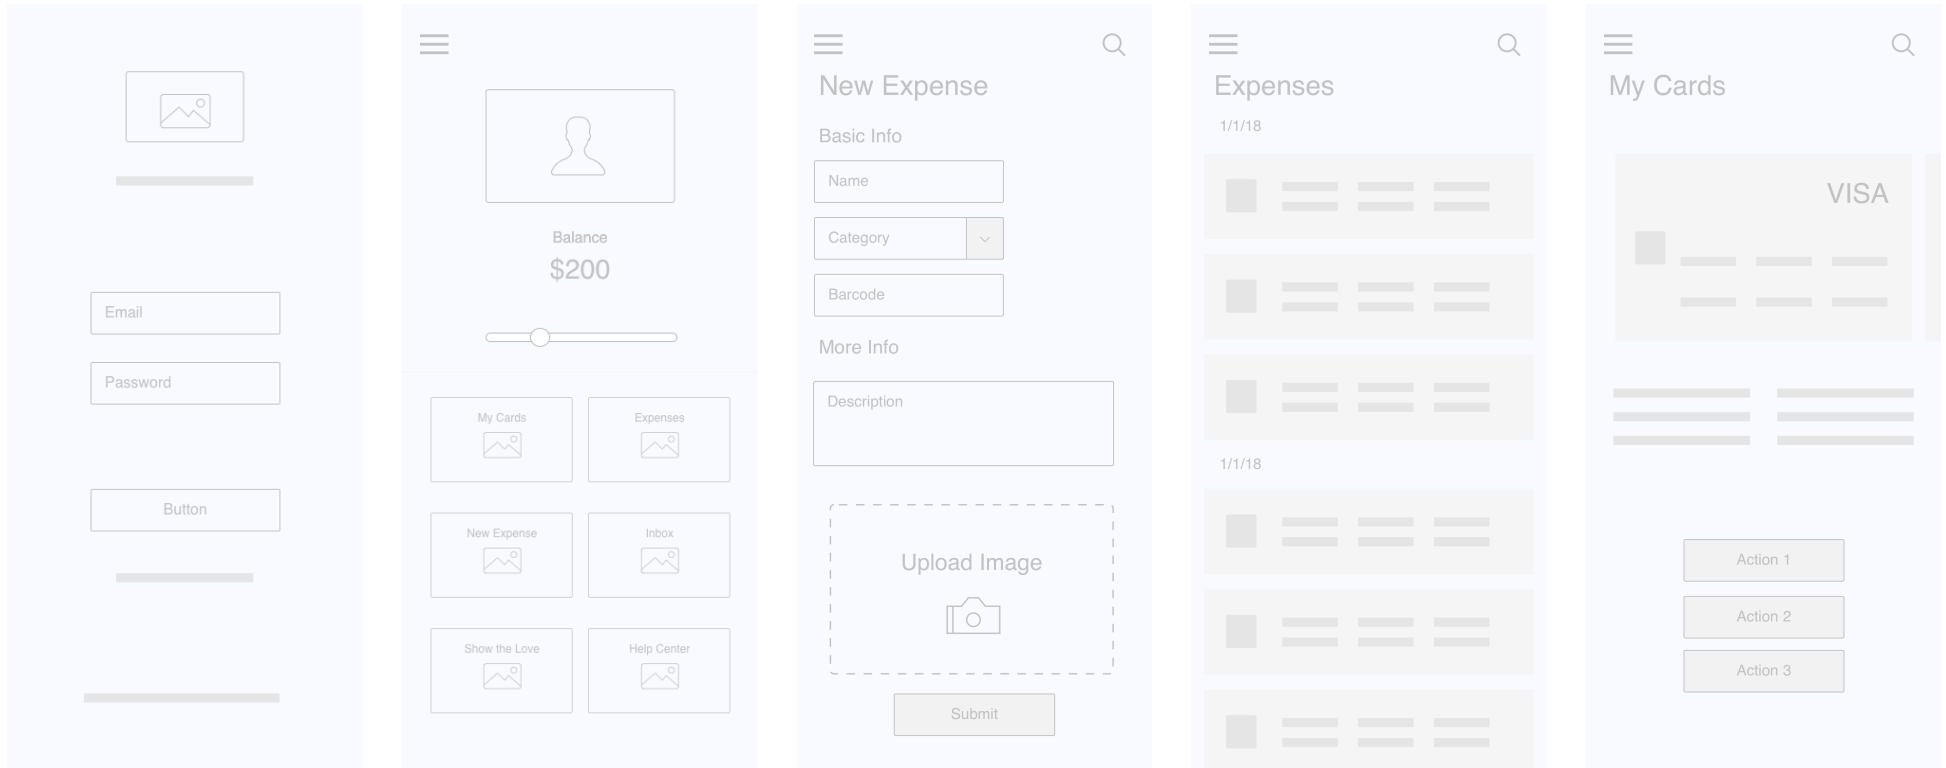 Email
Password
Button
Balance
$200
My Cards
Expenses
New Expense
Inbox
Show the Love
Help Center
New Expense
Basic Info
Name
Category
Barcode
More Info
Description
Upload Image
Submit
Expenses
1/1/18
1/1/18
My Cards
VISA
Action 1
Action 2
Action 3